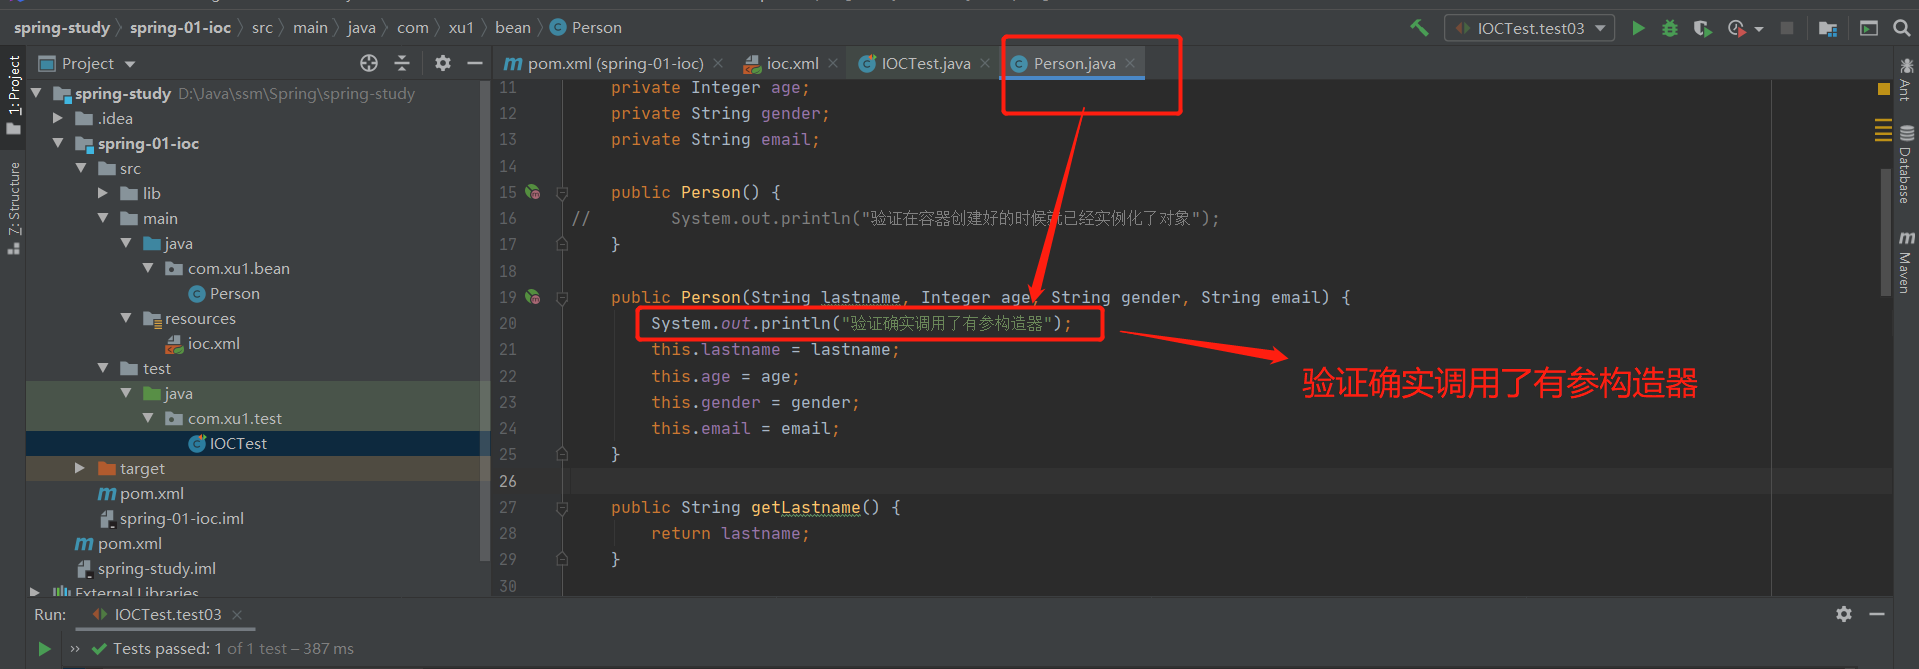 spring-study spring-01-ioc src main java com xu1 bean Person IOCTest.test03
Project
pom.xml (spring-01-ioc) ioc.xml IOCTest.java Person.java
1: Project
Z: Structure
Ant
Database
Maven
spring-study D:\Java\ssm\Spring\spring-study
.idea
spring-01-ioc
src
lib
main
java
com.xu1.bean
Person
resources
ioc.xml
test
java
com.xu1.test
IOCTest
target
pom.xml
spring-01-ioc.iml
pom.xml
spring-study.iml
External Libraries
11 private Integer age;
12 private String gender;
13 private String email;
14
15 public Person() {
16 // System.out.println("验证在容器创建好的时候就已经实例化了对象");
17 }
18
19 public Person(String lastname, Integer age, String gender, String email) {
20 System.out.println("验证确实调用了有参构造器");
21 this.lastname = lastname;
22 this.age = age;
23 this.gender = gender;
24 this.email = email;
25 }
26
27 public String getLastname() {
28 return lastname;
29 }
30
验证确实调用了有参构造器
Run: IOCTest.test03
Tests passed: 1 of 1 test – 387 ms